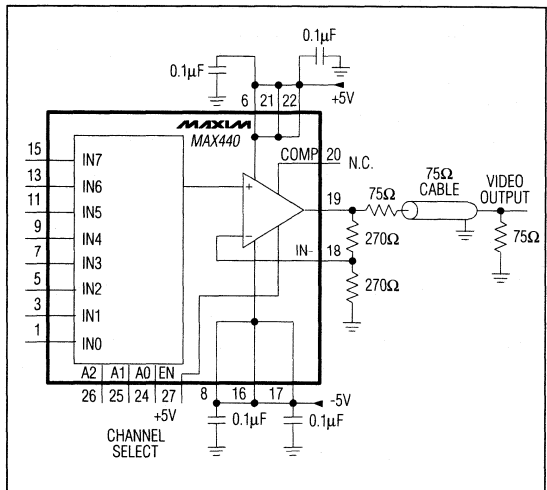 0.1µF
0.1µF
6 21 22
+5V
MAXIM
MAX440
COMP 20
N.C.
15 IN7
13 IN6
11 IN5
9 IN4
7 IN3
5 IN2
3 IN1
1 IN0
+
−
19
75Ω
75Ω
CABLE
VIDEO
OUTPUT
75Ω
270Ω
IN- 18
270Ω
A2 A1 A0 EN
26 25 24 27
+5V
CHANNEL
SELECT
8 16 17
-5V
0.1µF
0.1µF